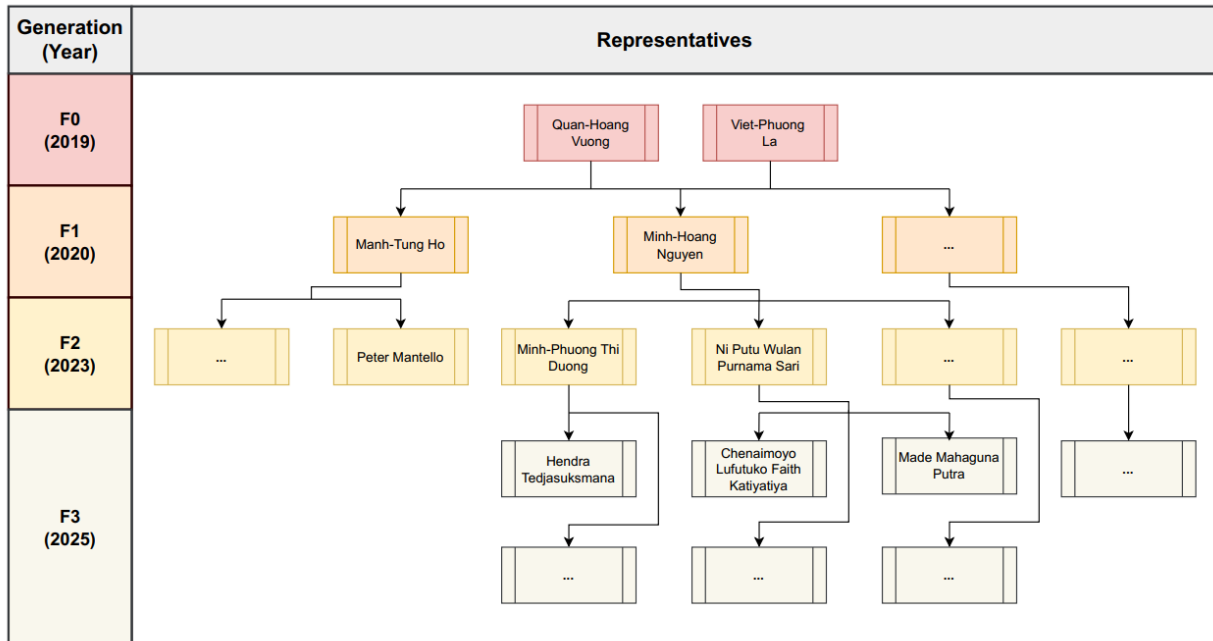 Generation
(Year)
Representatives
F0
(2019)
Quan-Hoang
Vuong
Viet-Phuong
La
F1
(2020)
Manh-Tung Ho
Minh-Hoang
Nguyen
...
F2
(2023)
...
Peter Mantello
Minh-Phuong Thi
Duong
Ni Putu Wulan
Purnama Sari
...
...
F3
(2025)
Hendra
Tedjasuksmana
Chenaimoyo
Lufutuko Faith
Katiyatiya
Made Mahaguna
Putra
...
...
...
...